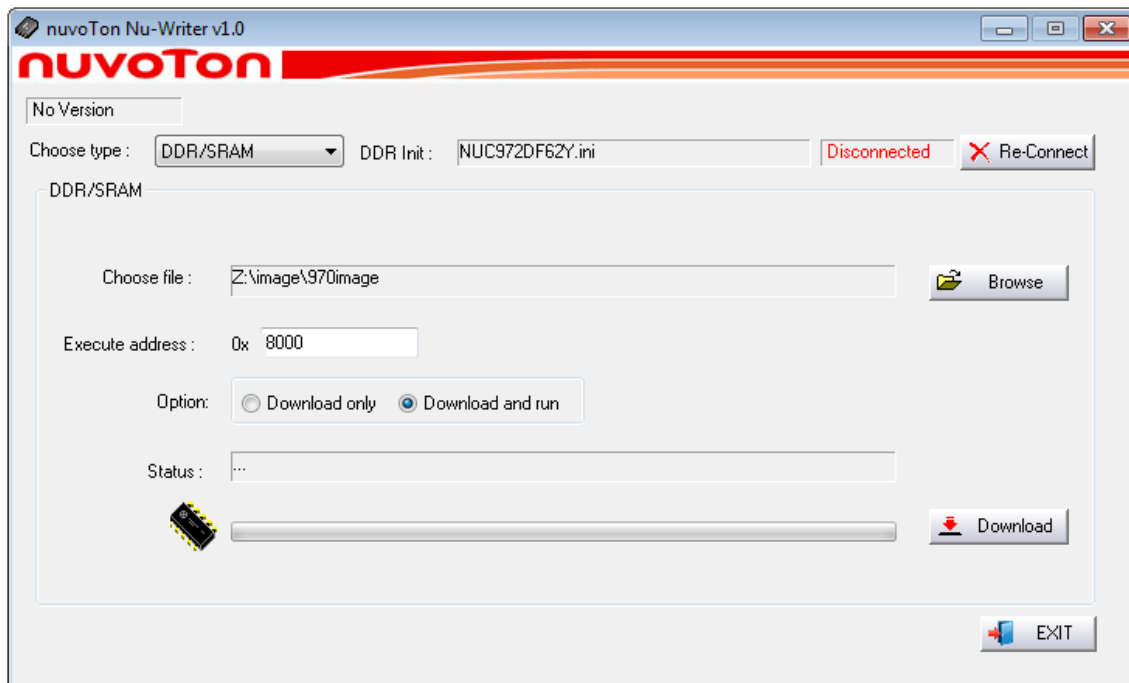 nuvoTon Nu-Writer v1.0
nuvoTon
No Version
Choose type : DDR/SRAM DDR Init : NUC972DF62Y.ini Disconnected Re-Connect
DDR/SRAM
Choose file : Z:\image\970image Browse
Execute address : 0x 8000
Option: Download only Download and run
Status : ...
Download
EXIT